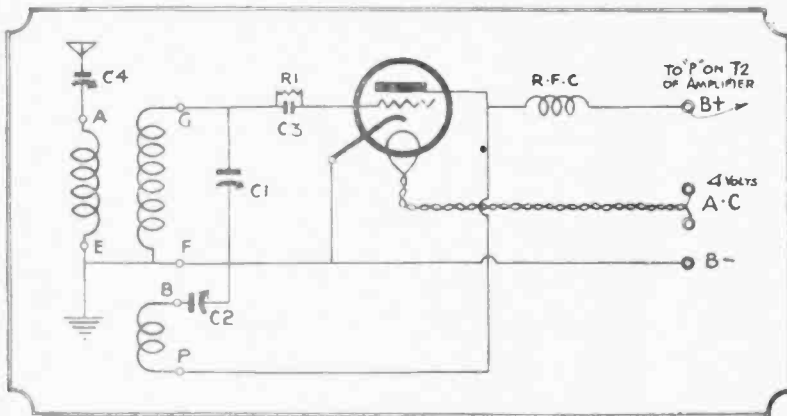 C4
A
E
G
C1
F
B
C2
P
R1
C3
R·F·C
TO "P" ON T2
OF AMPLIFIER
B+
4 VOLTS
A·C
B-